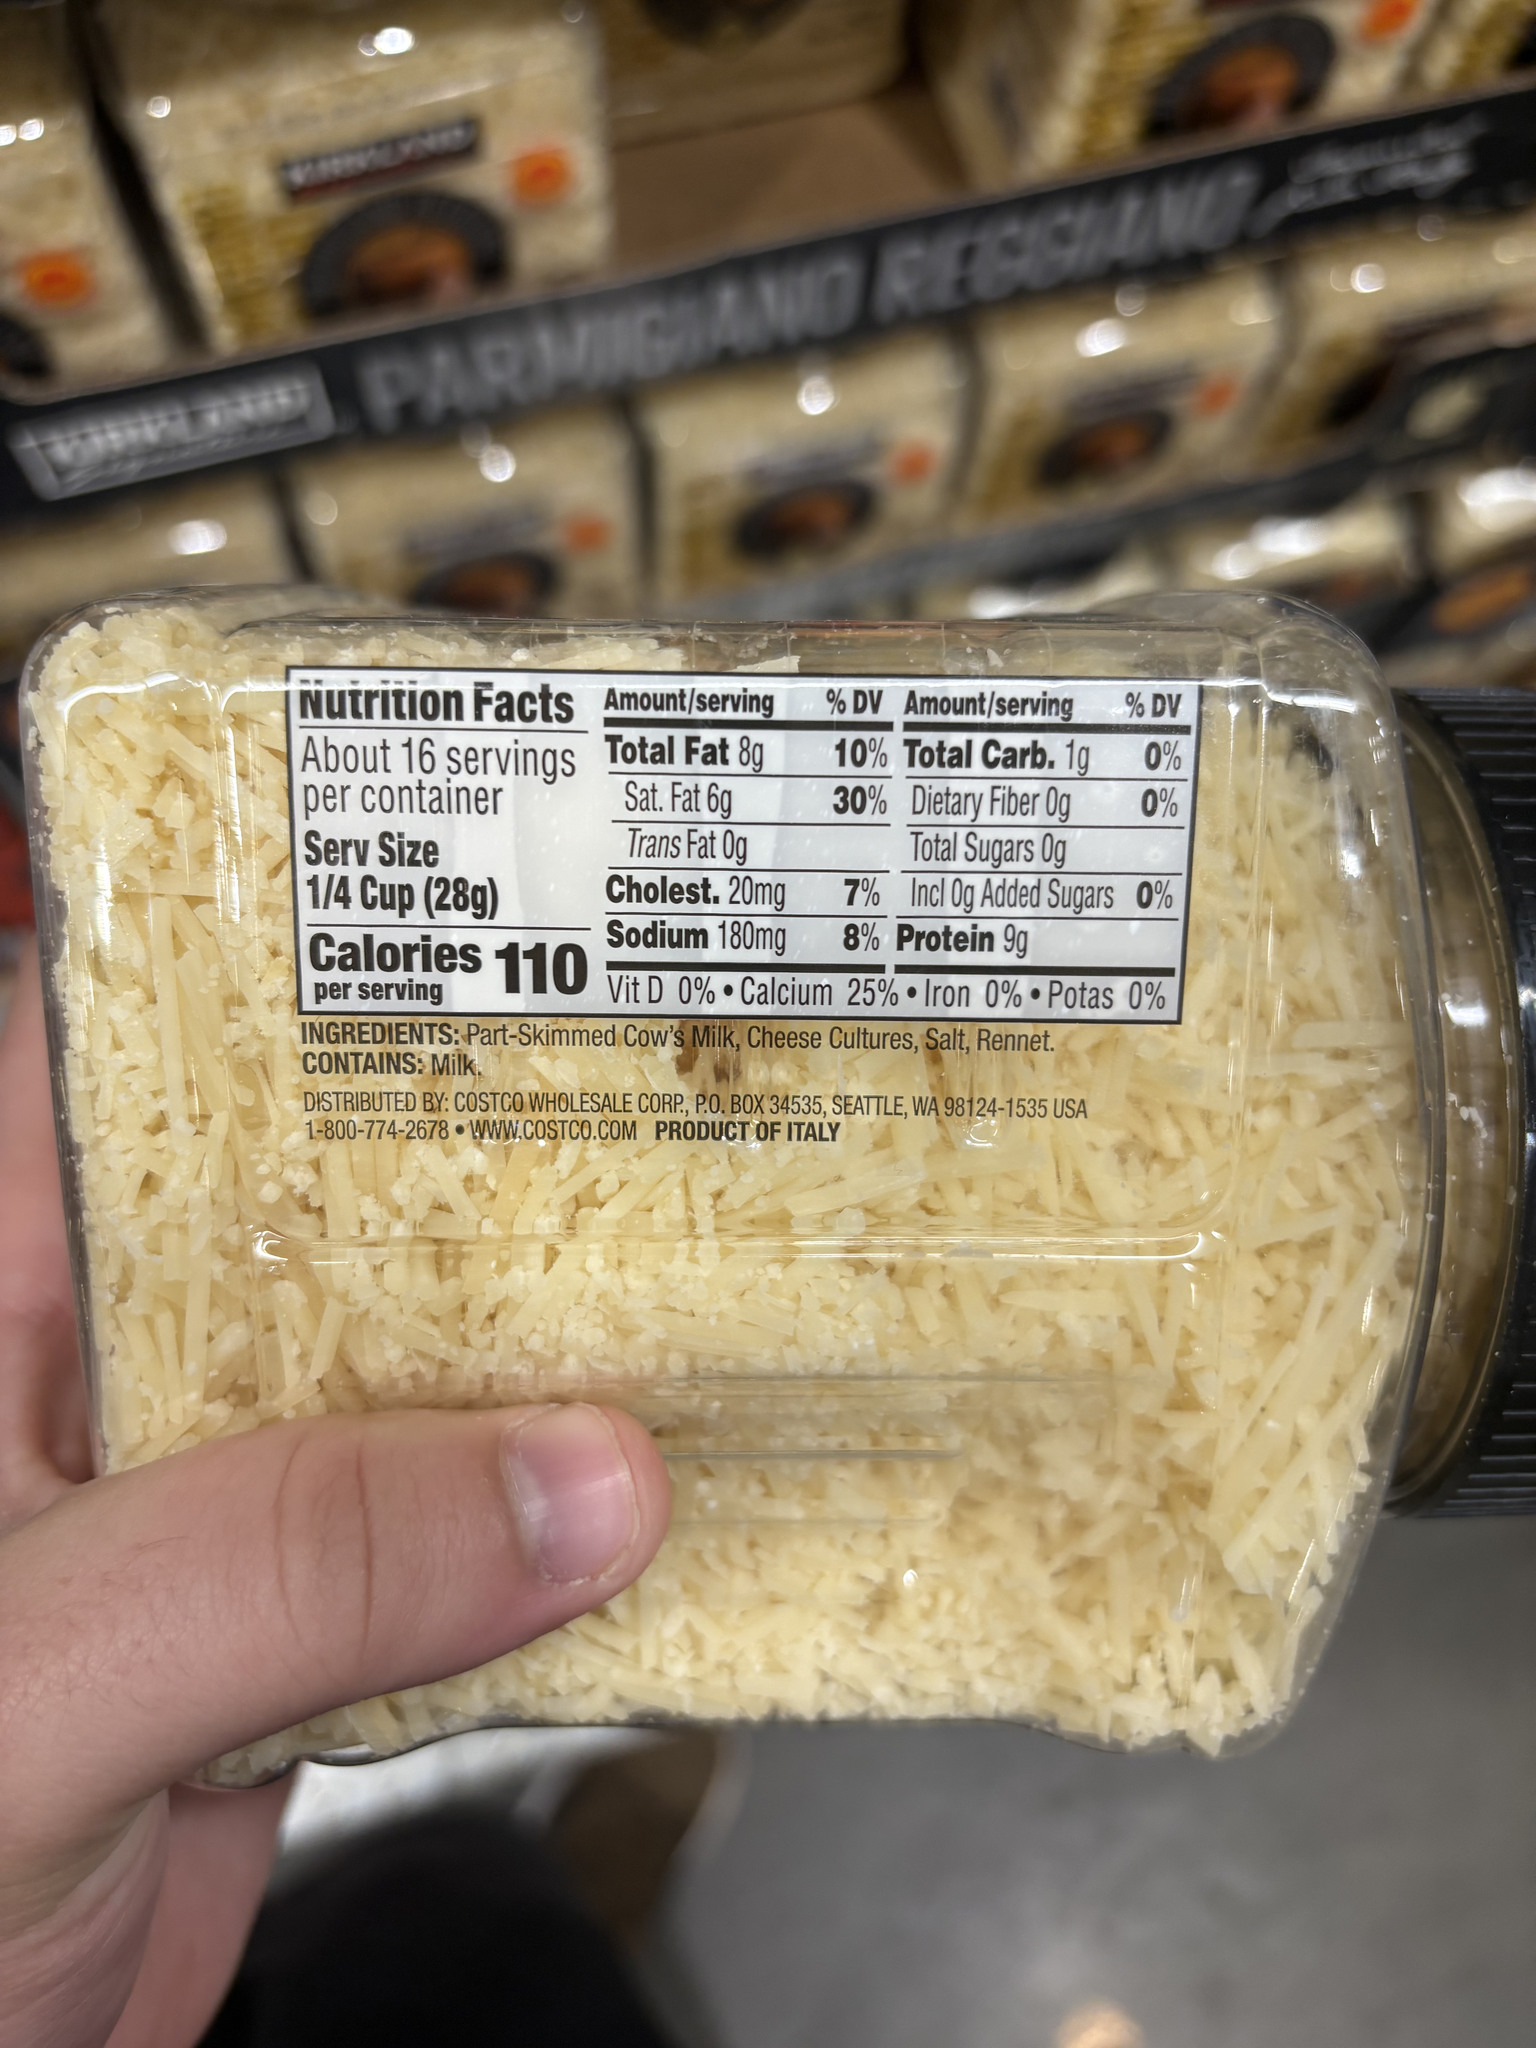 KIRKLAND
KIRKLAND
PARMIGIANO REGGIANO
Nutrition Facts
About 16 servings
per container
Serv Size
1/4 Cup (28g)
Calories 110
per serving
Amount/serving % DV
Total Fat 8g 10%
Sat. Fat 6g 30%
Trans Fat 0g
Cholest. 20mg 7%
Sodium 180mg 8%
Amount/serving % DV
Total Carb. 1g 0%
Dietary Fiber 0g 0%
Total Sugars 0g
Incl 0g Added Sugars 0%
Protein 9g
Vit D 0% • Calcium 25% • Iron 0% • Potas 0%
INGREDIENTS: Part-Skimmed Cow's Milk, Cheese Cultures, Salt, Rennet.
CONTAINS: Milk.
DISTRIBUTED BY: COSTCO WHOLESALE CORP., P.O. BOX 34535, SEATTLE, WA 98124-1535 USA
1-800-774-2678 • WWW.COSTCO.COM PRODUCT OF ITALY